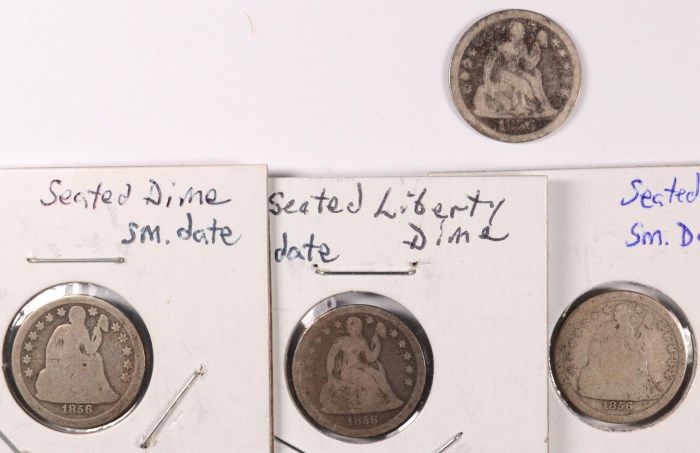 Seated Dime
sm. date
1856
Seated Liberty
Dime
date
1856
Seated
Sm. D
1856